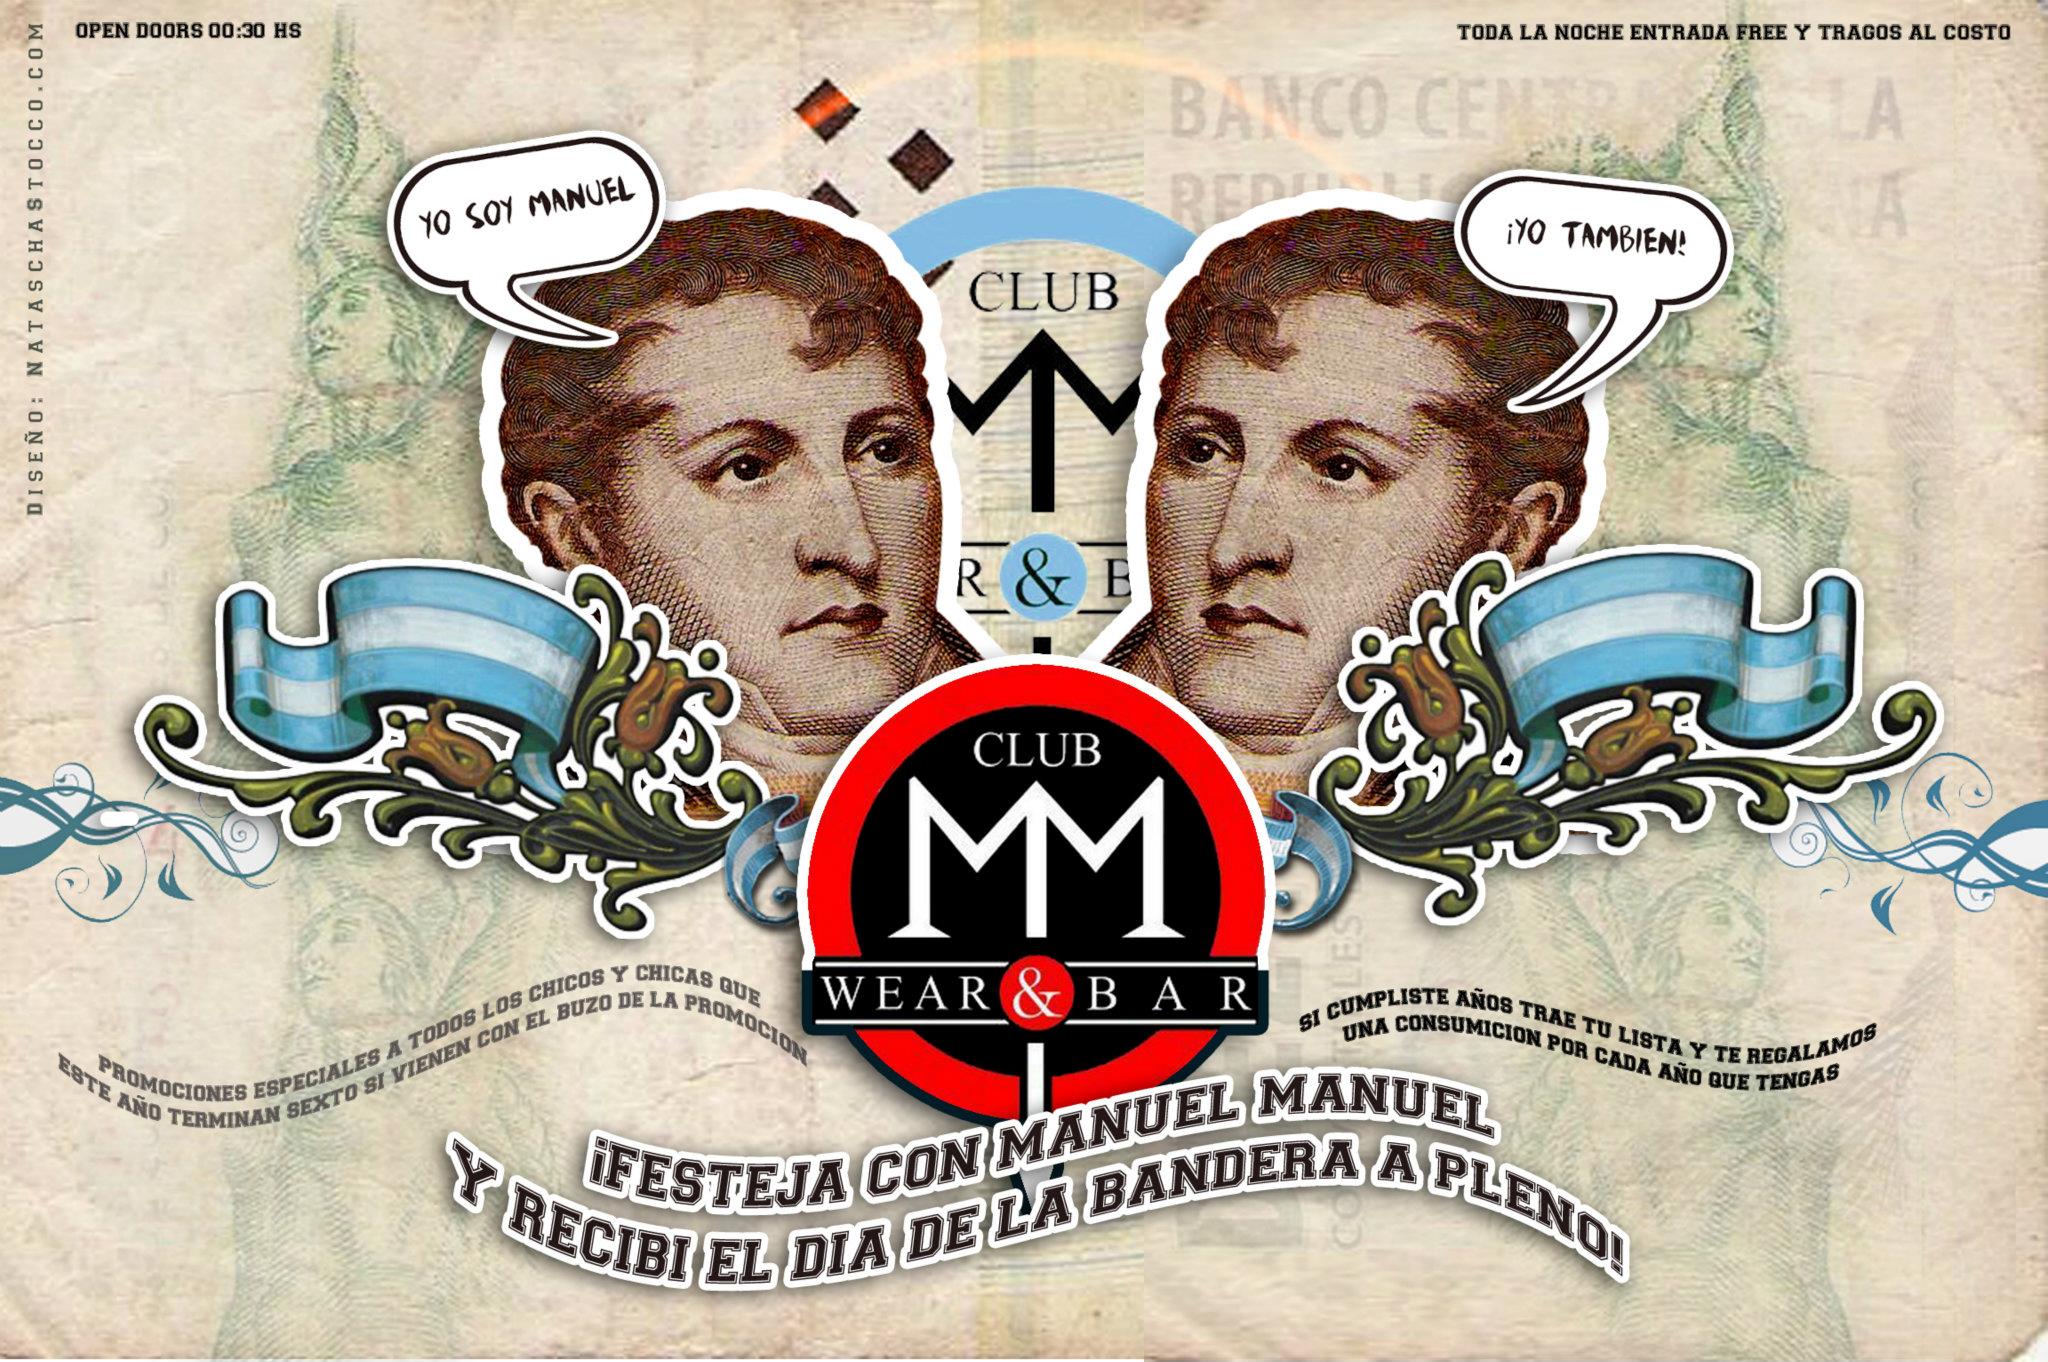 OPEN DOORS 00:30 HS
TODA LA NOCHE ENTRADA FREE Y TRAGOS AL COSTO
DISEÑO: NATASCHASTOCCO.COM
BANCO CENTRA LA
YO SOY MANUEL
¡YO TAMBIEN!
CLUB
M
R & B
CLUB
MM
WEAR & BAR
PROMOCIONES ESPECIALES A TODOS LOS CHICOS Y CHICAS QUE
ESTE AÑO TERMINAN SEXTO SI VIENEN CON EL BUZO DE LA PROMOCION
SI CUMPLISTE AÑOS TRAE TU LISTA Y TE REGALAMOS
UNA CONSUMICION POR CADA AÑO QUE TENGAS
¡FESTEJA CON MANUEL MANUEL
Y RECIBI EL DIA DE LA BANDERA A PLENO!